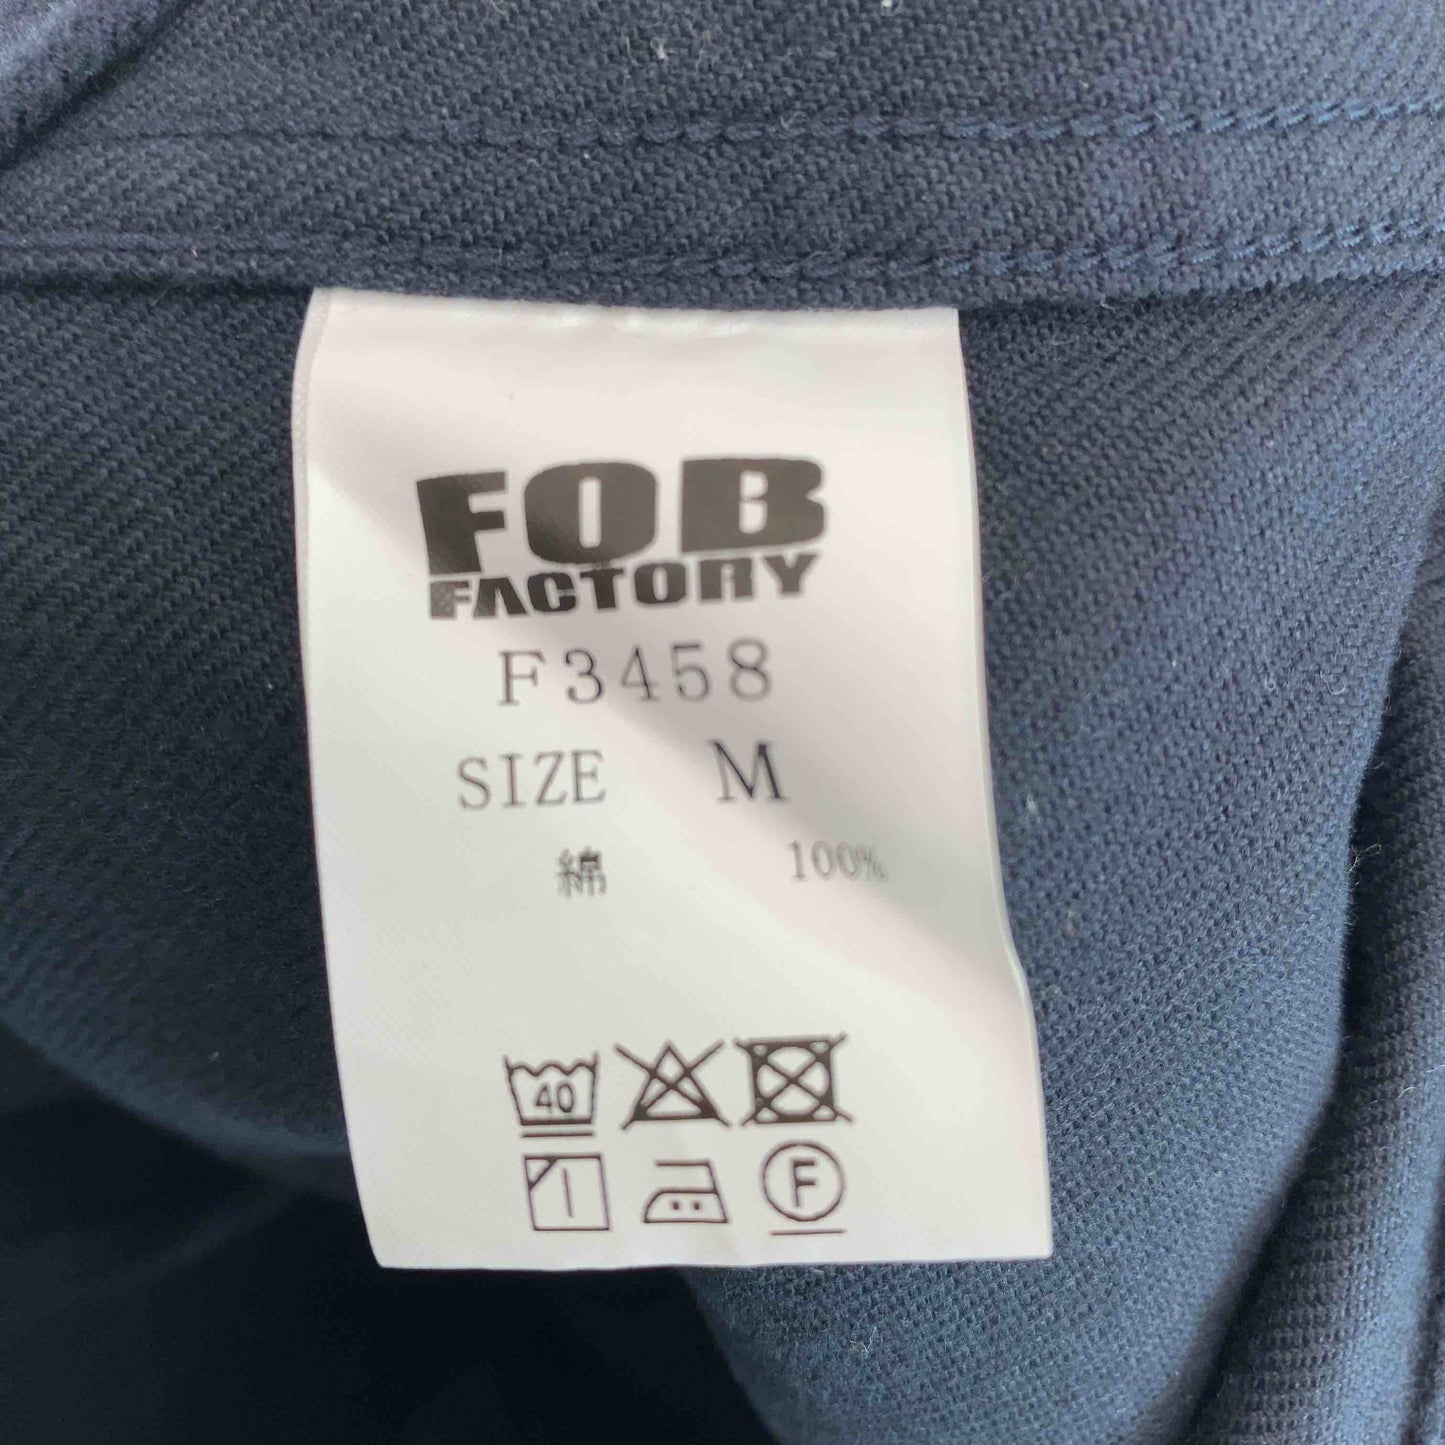 FOB
FACTORY
F3458
SIZE M
綿 100%
40
F